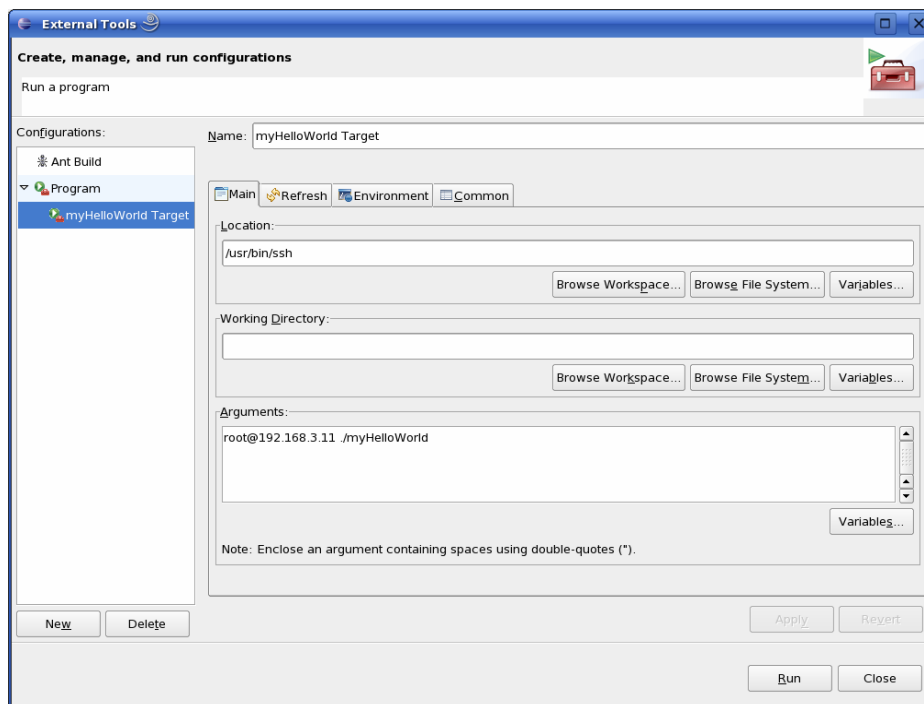 External Tools
Create, manage, and run configurations
Run a program
Configurations:
Ant Build
Program
myHelloWorld Target
New Delete
Name: myHelloWorld Target
Main Refresh Environment Common
Location:
/usr/bin/ssh
Browse Workspace... Browse File System... Variables...
Working Directory:
Browse Workspace... Browse File System... Variables...
Arguments:
root@192.168.3.11 ./myHelloWorld
Variables...
Note: Enclose an argument containing spaces using double-quotes (").
Apply Revert
Run Close